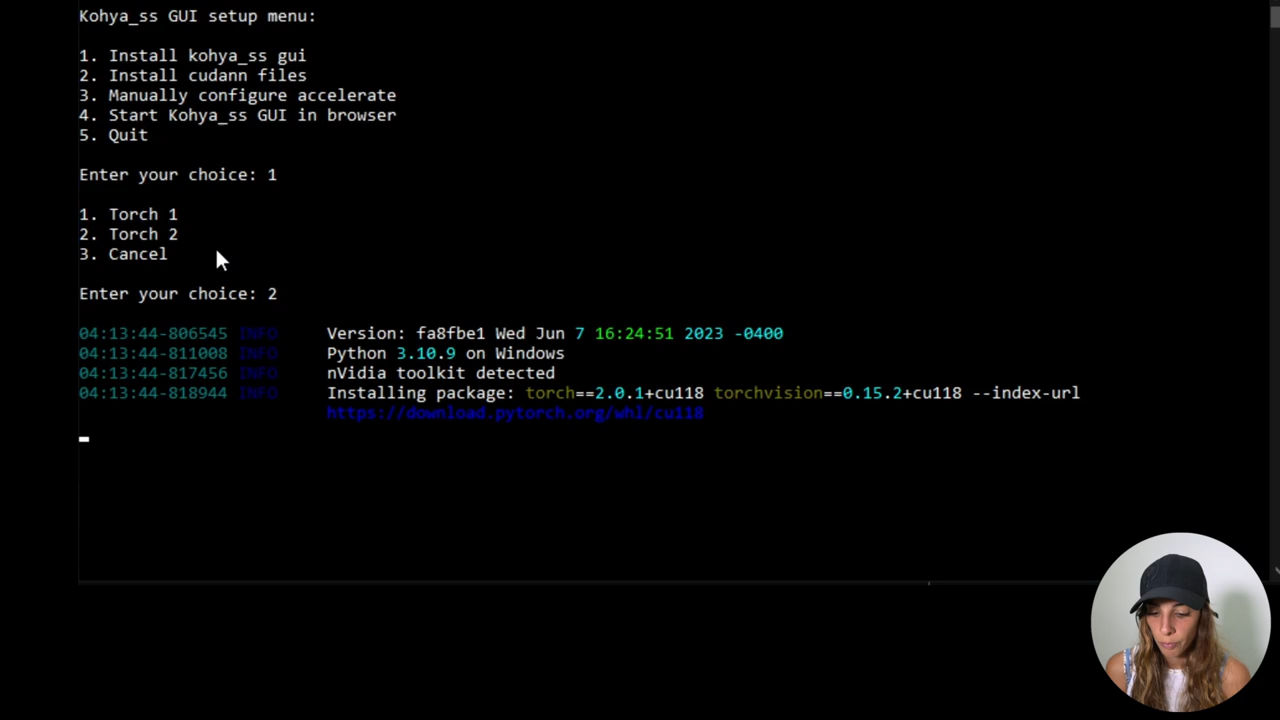 Kohya_ss GUI setup menu:
1. Install kohya_ss gui
2. Install cudann files
3. Manually configure accelerate
4. Start Kohya_ss GUI in browser
5. Quit
Enter your choice: 1
1. Torch 1
2. Torch 2
3. Cancel
Enter your choice: 2
04:13:44-806545 INFO Version: fa8fbe1 Wed Jun 7 16:24:51 2023 -0400
04:13:44-811008 INFO Python 3.10.9 on Windows
04:13:44-817456 INFO nVidia toolkit detected
04:13:44-818944 INFO Installing package: torch==2.0.1+cu118 torchvision==0.15.2+cu118 --index-url
https://download.pytorch.org/whl/cu118